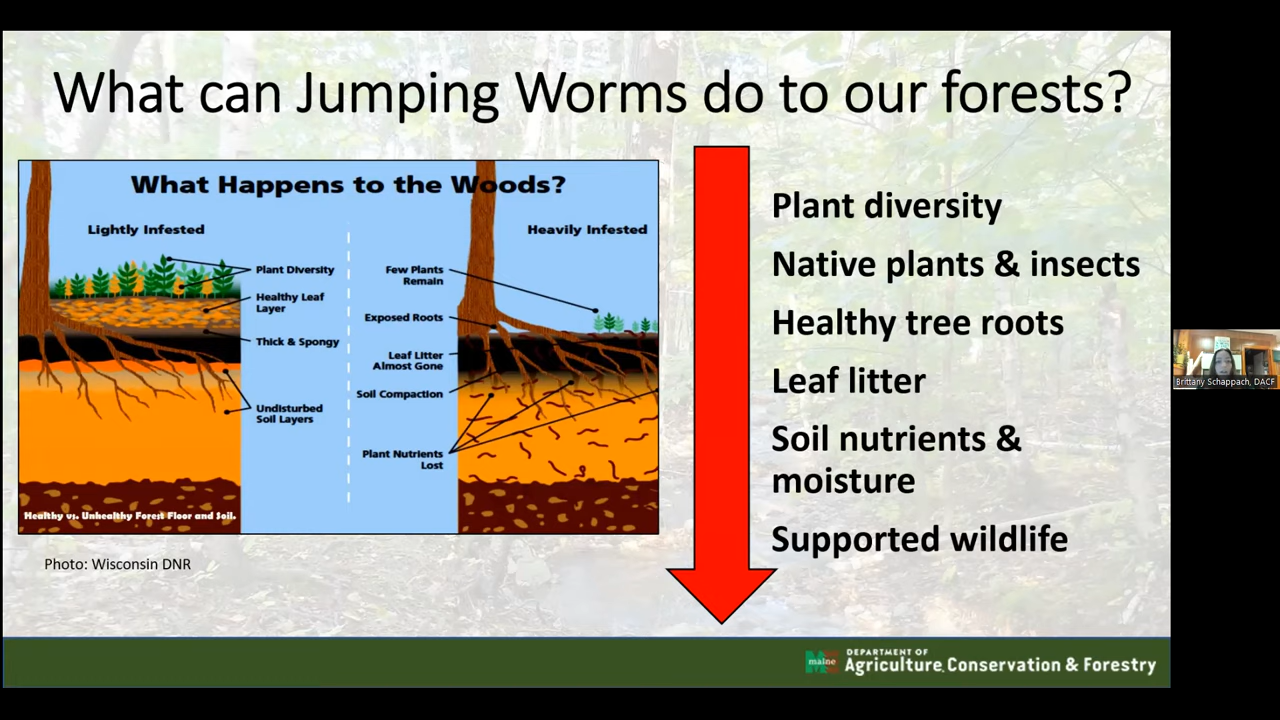 What can Jumping Worms do to our forests?
What Happens to the Woods?
Lightly Infested
Plant Diversity
Healthy Leaf
Layer
Thick & Spongy
Undisturbed
Soil Layers
Healthy vs. Unhealthy Forest Floor and Soil.
Heavily Infested
Few Plants
Remain
Exposed Roots
Leaf Litter
Almost Gone
Soil Compaction
Plant Nutrients
Lost
Photo: Wisconsin DNR
Plant diversity
Native plants & insects
Healthy tree roots
Leaf litter
Soil nutrients &
moisture
Supported wildlife
maine
DEPARTMENT OF
Agriculture, Conservation & Forestry
Brittany Schappach, DACF